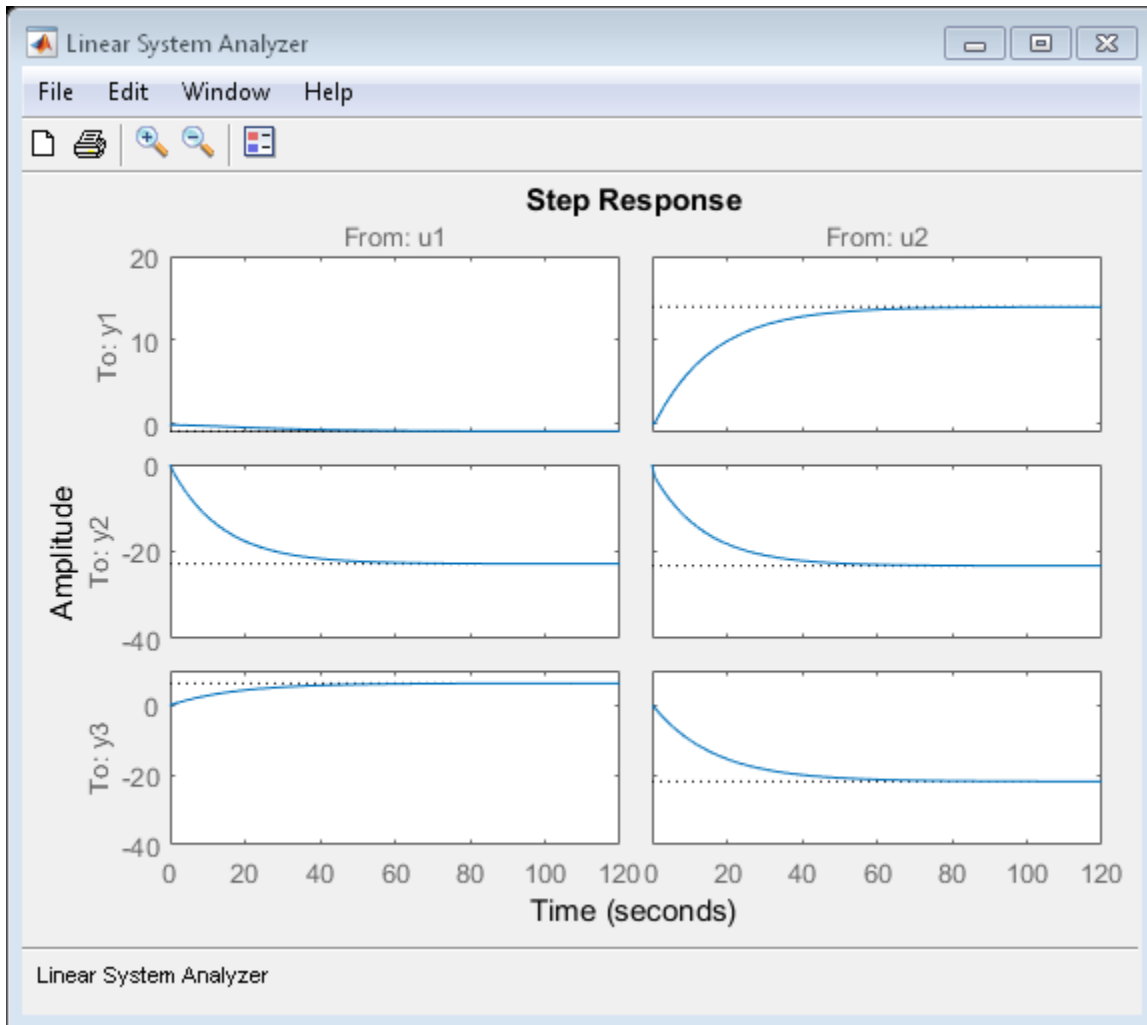 Linear System Analyzer
File Edit Window Help
Step Response
From: u1 From: u2
To: y1
20
10
0
Amplitude
To: y2
0
-20
-40
To: y3
0
-20
-40
0 20 40 60 80 100 120 0 20 40 60 80 100 120
Time (seconds)
Linear System Analyzer